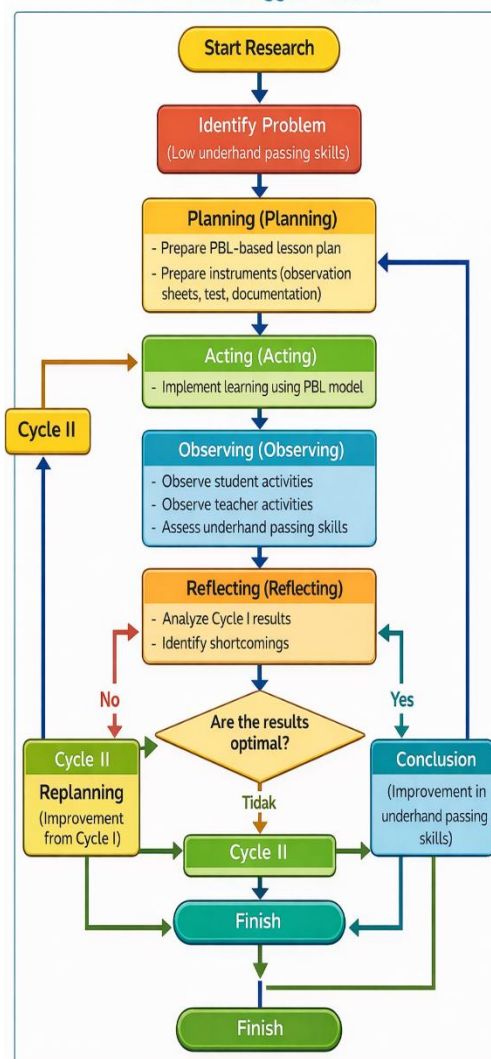 Start Research
Identify Problem
(Low underhand passing skills)
Planning (Planning)
- Prepare PBL-based lesson plan
- Prepare instruments (observation
sheets, test, documentation)
Acting (Acting)
- Implement learning using PBL model
Cycle II
Observing (Observing)
- Observe student activities
- Observe teacher activities
- Assess underhand passing skills
Reflecting (Reflecting)
- Analyze Cycle I results
- Identify shortcomings
No
Yes
Are the results
optimal?
Cycle II
Replanning
(Improvement
from Cycle I)
Conclusion
(Improvement in
underhand passing
skills)
Tidak
Cycle II
Finish
Finish